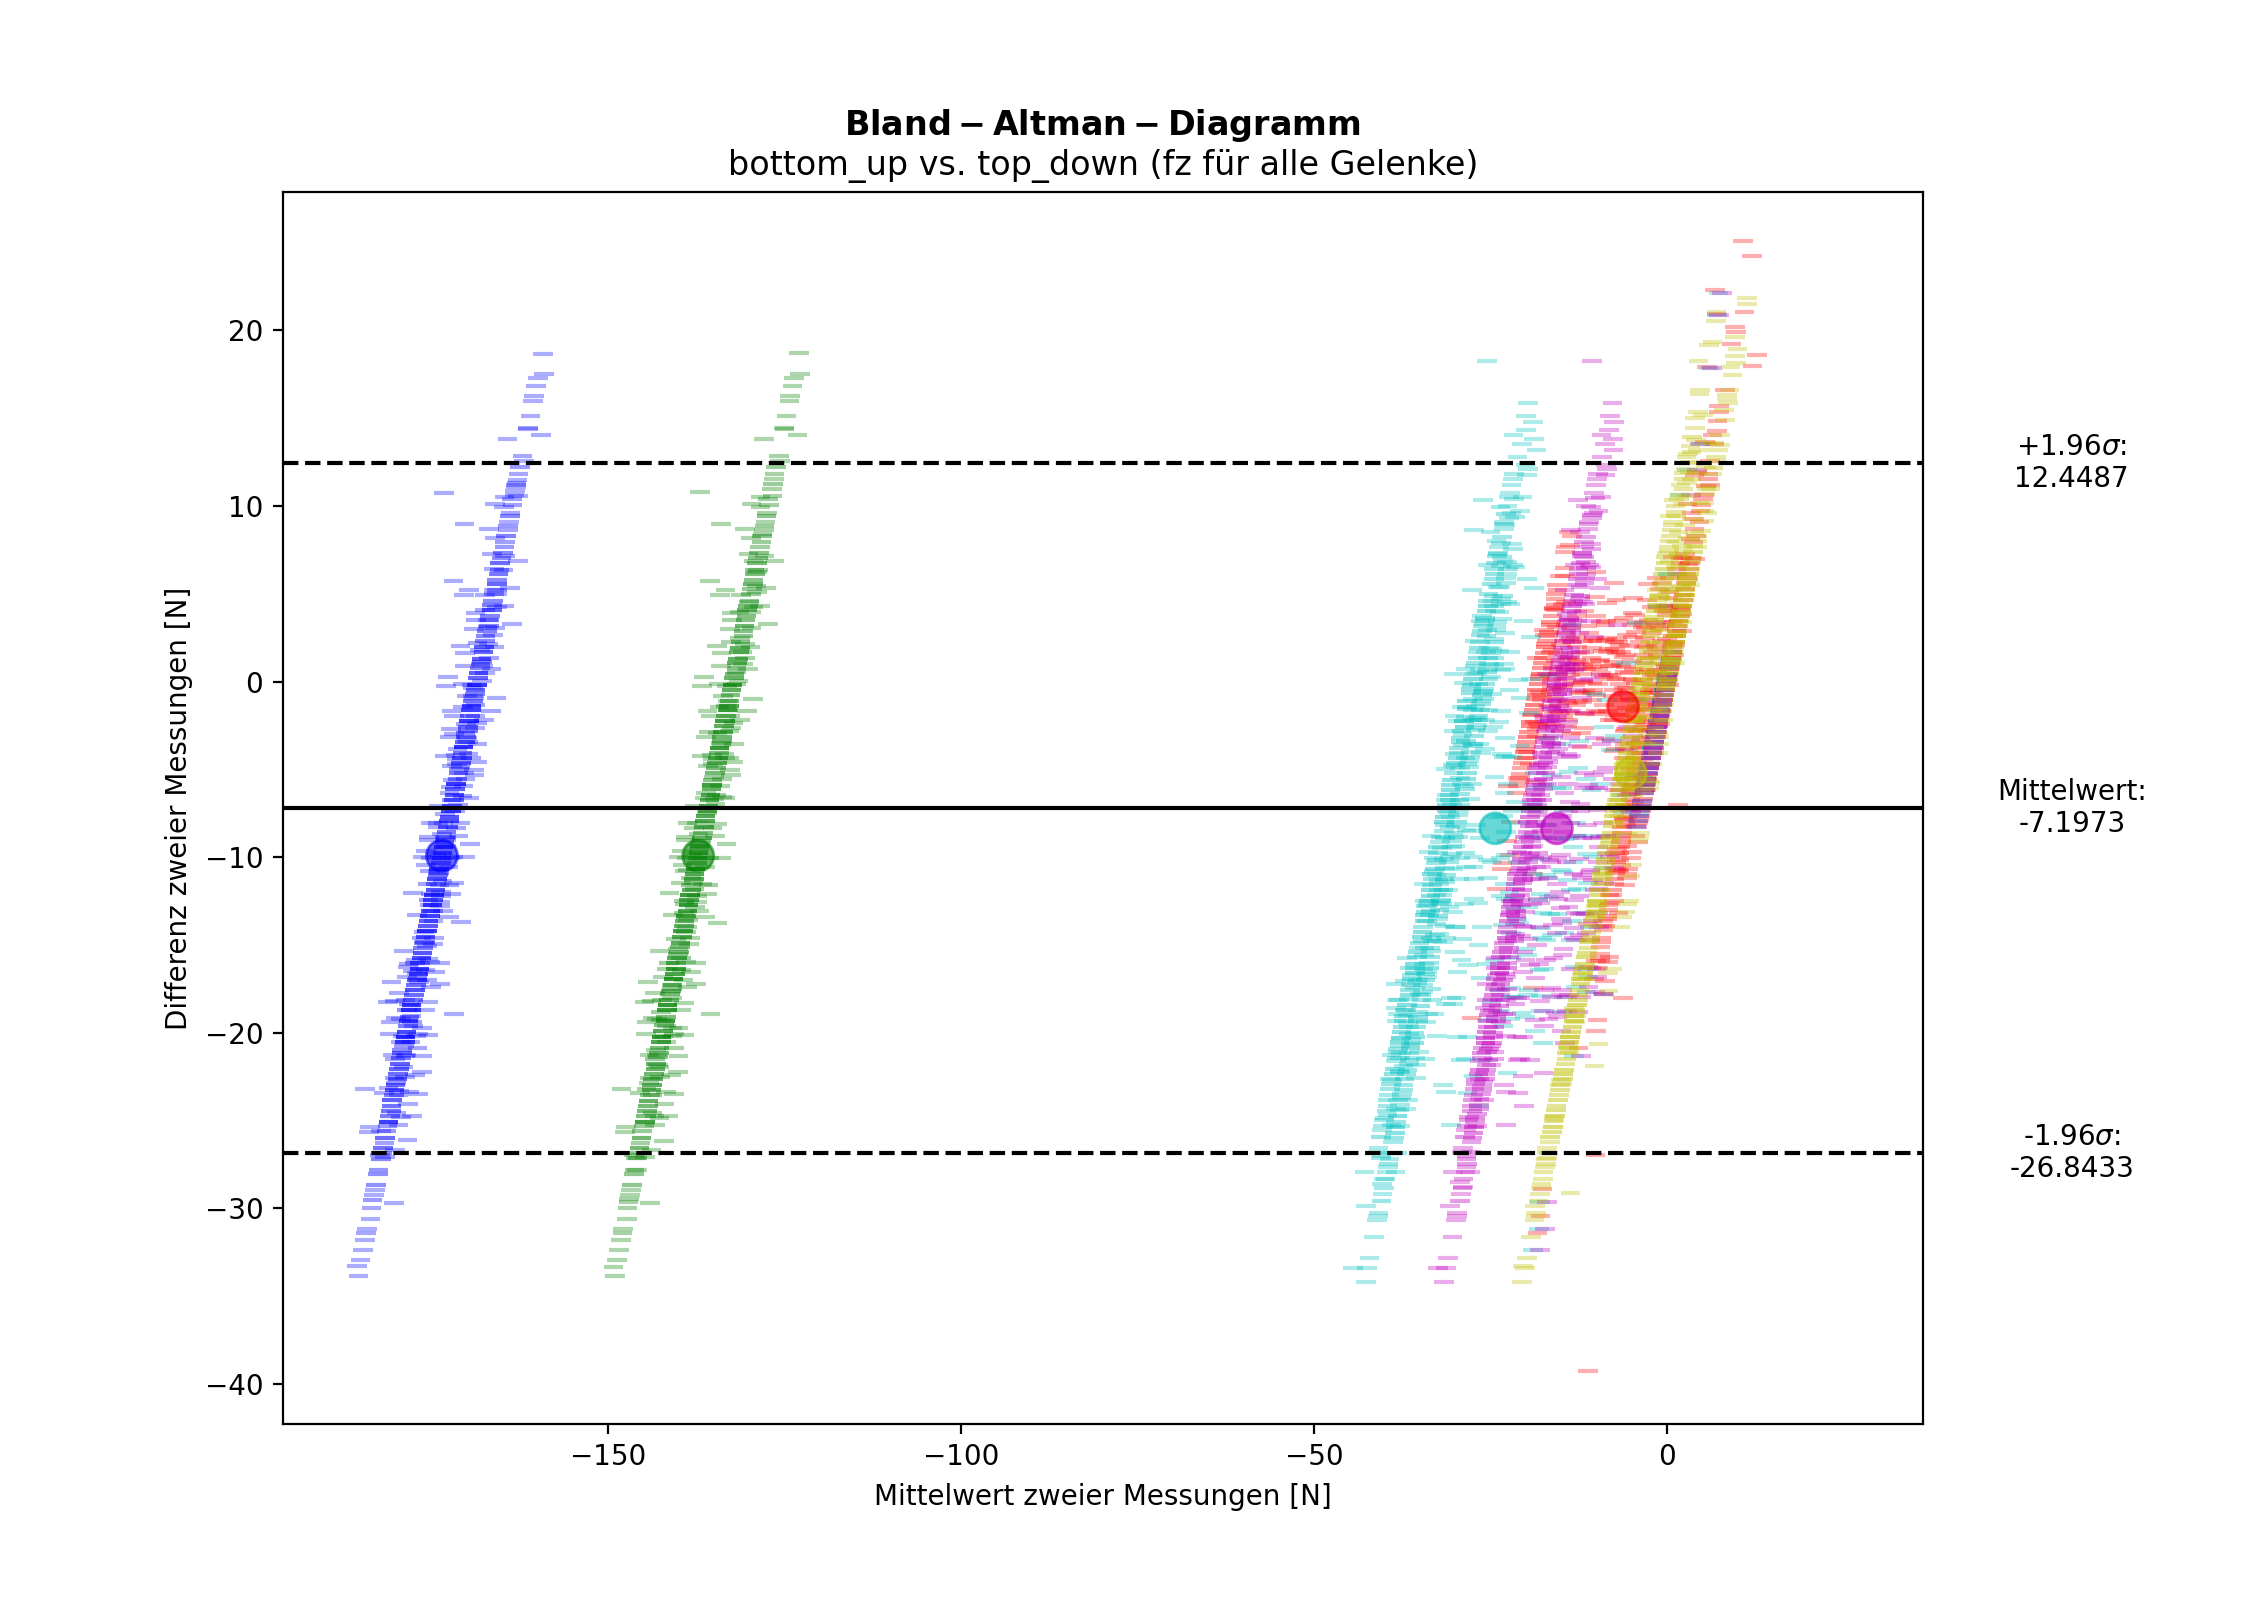 Bland – Altman – Diagramm
bottom_up vs. top_down (fz für alle Gelenke)
Differenz zweier Messungen [N]
20
10
0
−10
−20
−30
−40
+1.96σ:
12.4487
Mittelwert:
-7.1973
-1.96σ:
-26.8433
−150
−100
−50
0
Mittelwert zweier Messungen [N]